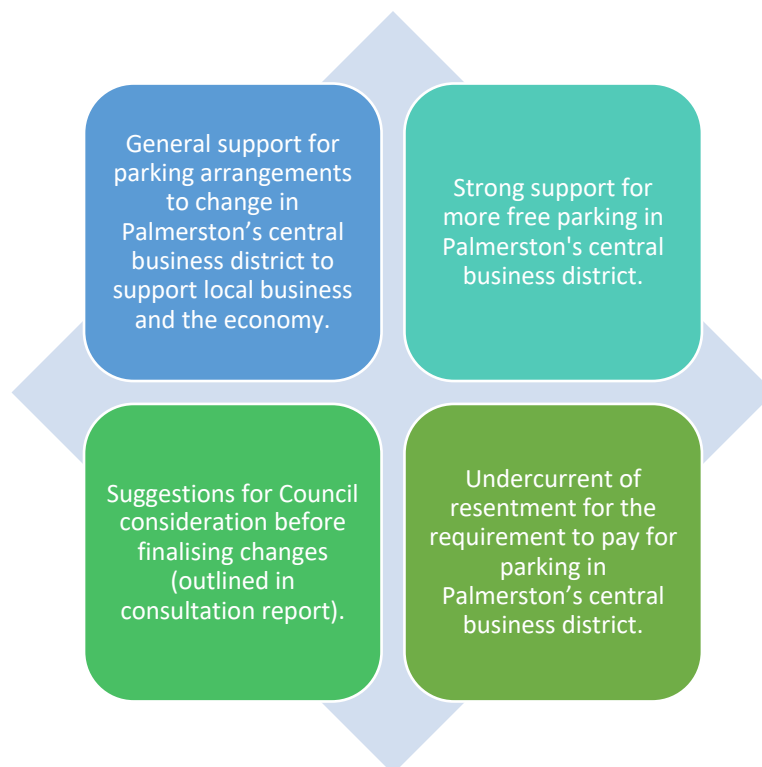 General support for
parking arrangements
to change in
Palmerston’s central
business district to
support local business
and the economy.
Strong support for
more free parking in
Palmerston's central
business district.
Suggestions for Council
consideration before
finalising changes
(outlined in
consultation report).
Undercurrent of
resentment for the
requirement to pay for
parking in
Palmerston’s central
business district.